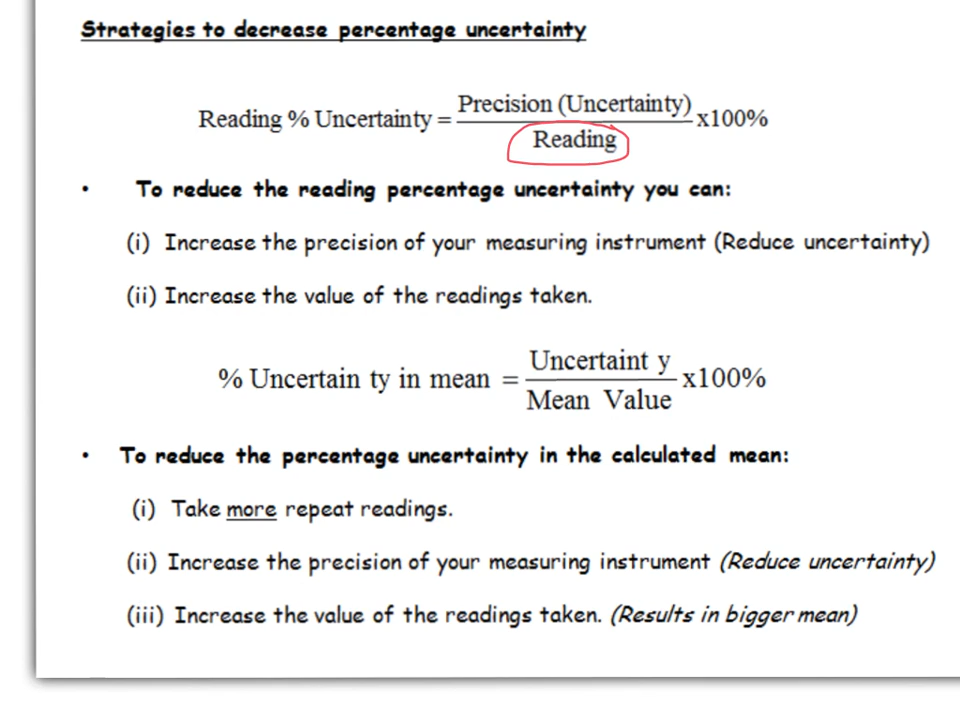 Strategies to decrease percentage uncertainty
Reading % Uncertainty = Precision (Uncertainty) / Reading x100%
• To reduce the reading percentage uncertainty you can:
(i) Increase the precision of your measuring instrument (Reduce uncertainty)
(ii) Increase the value of the readings taken.
% Uncertain ty in mean = Uncertaint y / Mean Value x100%
• To reduce the percentage uncertainty in the calculated mean:
(i) Take more repeat readings.
(ii) Increase the precision of your measuring instrument (Reduce uncertainty)
(iii) Increase the value of the readings taken. (Results in bigger mean)